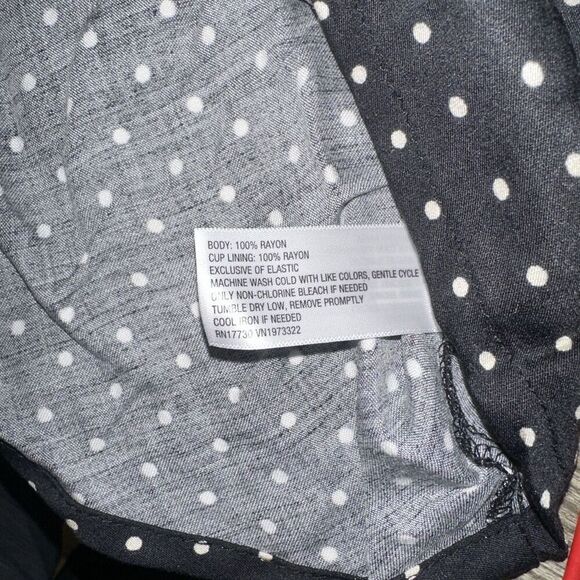 BODY: 100% RAYON
CUP LINING: 100% RAYON
EXCLUSIVE OF ELASTIC
MACHINE WASH COLD WITH LIKE COLORS, GENTLE CYCLE
ONLY NON-CHLORINE BLEACH IF NEEDED
TUMBLE DRY LOW, REMOVE PROMPTLY
COOL IRON IF NEEDED
RN17730 VN1973322